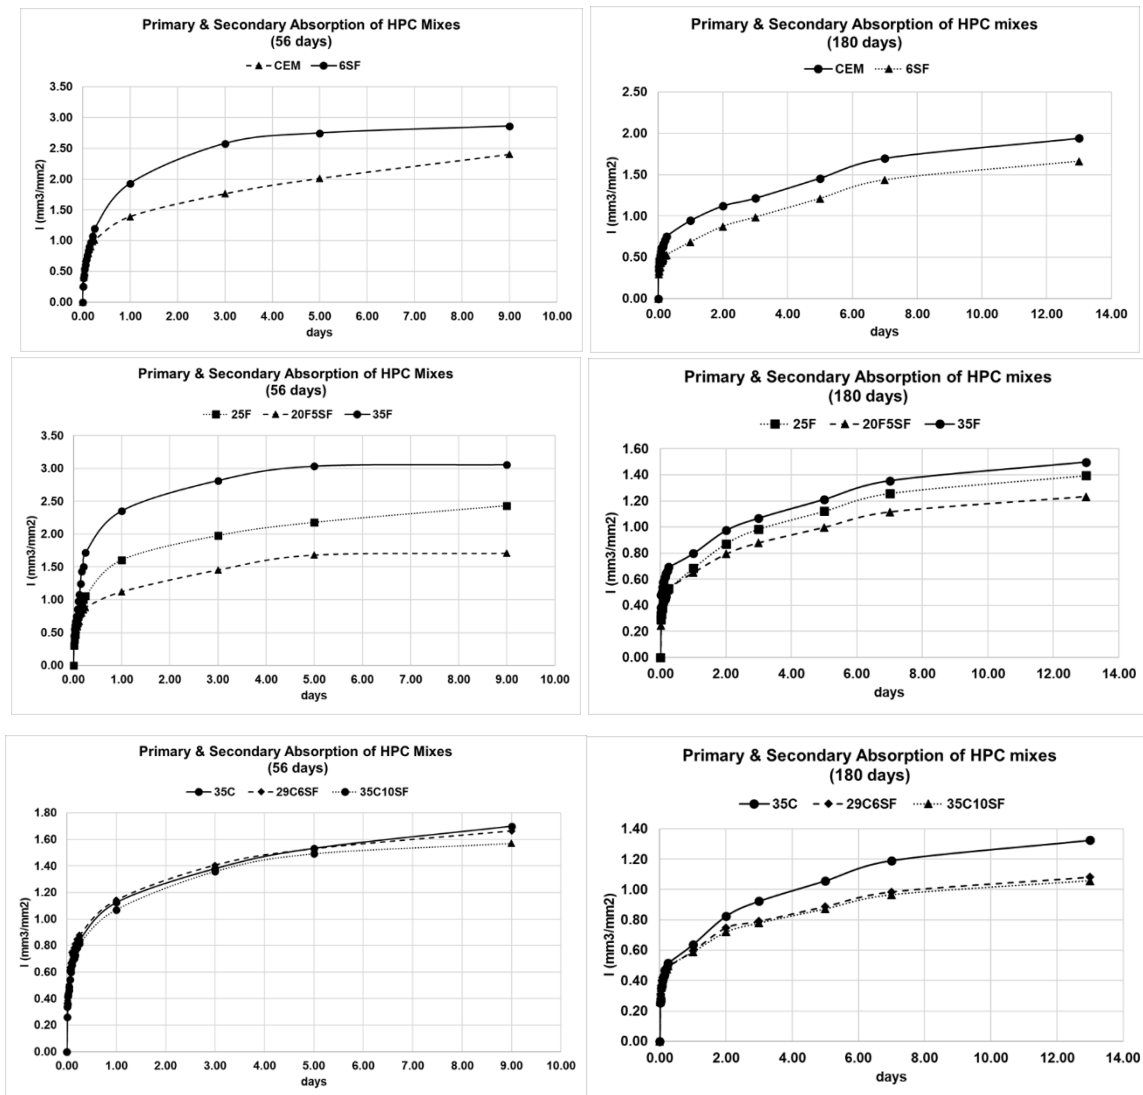 Primary & Secondary Absorption of HPC Mixes
(56 days)
CEM 6SF
3.50
3.00
2.50
2.00
1.50
1.00
0.50
0.00
I (mm3/mm2)
0.00 1.00 2.00 3.00 4.00 5.00 6.00 7.00 8.00 9.00 10.00
days
Primary & Secondary Absorption of HPC mixes
(180 days)
CEM 6SF
2.50
2.00
1.50
1.00
0.50
0.00
I (mm3/mm2)
0.00 2.00 4.00 6.00 8.00 10.00 12.00 14.00
days
Primary & Secondary Absorption of HPC Mixes
(56 days)
25F 20F5SF 35F
3.50
3.00
2.50
2.00
1.50
1.00
0.50
0.00
I (mm3/mm2)
0.00 1.00 2.00 3.00 4.00 5.00 6.00 7.00 8.00 9.00 10.00
days
Primary & Secondary Absorption of HPC mixes
(180 days)
25F 20F5SF 35F
1.60
1.40
1.20
1.00
0.80
0.60
0.40
0.20
0.00
I (mm3/mm2)
0.00 2.00 4.00 6.00 8.00 10.00 12.00 14.00
days
Primary & Secondary Absorption of HPC Mixes
(56 days)
35C 29C6SF 35C10SF
1.80
1.60
1.40
1.20
1.00
0.80
0.60
0.40
0.20
0.00
I (mm3/mm2)
0.00 1.00 2.00 3.00 4.00 5.00 6.00 7.00 8.00 9.00 10.00
days
Primary & Secondary Absorption of HPC mixes
(180 days)
35C 29C6SF 35C10SF
1.40
1.20
1.00
0.80
0.60
0.40
0.20
0.00
I (mm3/mm2)
0.00 2.00 4.00 6.00 8.00 10.00 12.00 14.00
days